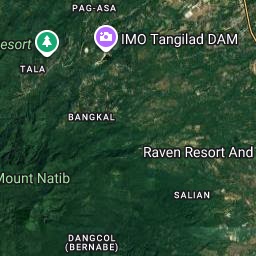 PAG-ASA
esort
IMO Tangilad DAM
TALA
BANGKAL
Raven Resort And
Mount Natib
SALIAN
DANGCOL
(BERNABE)